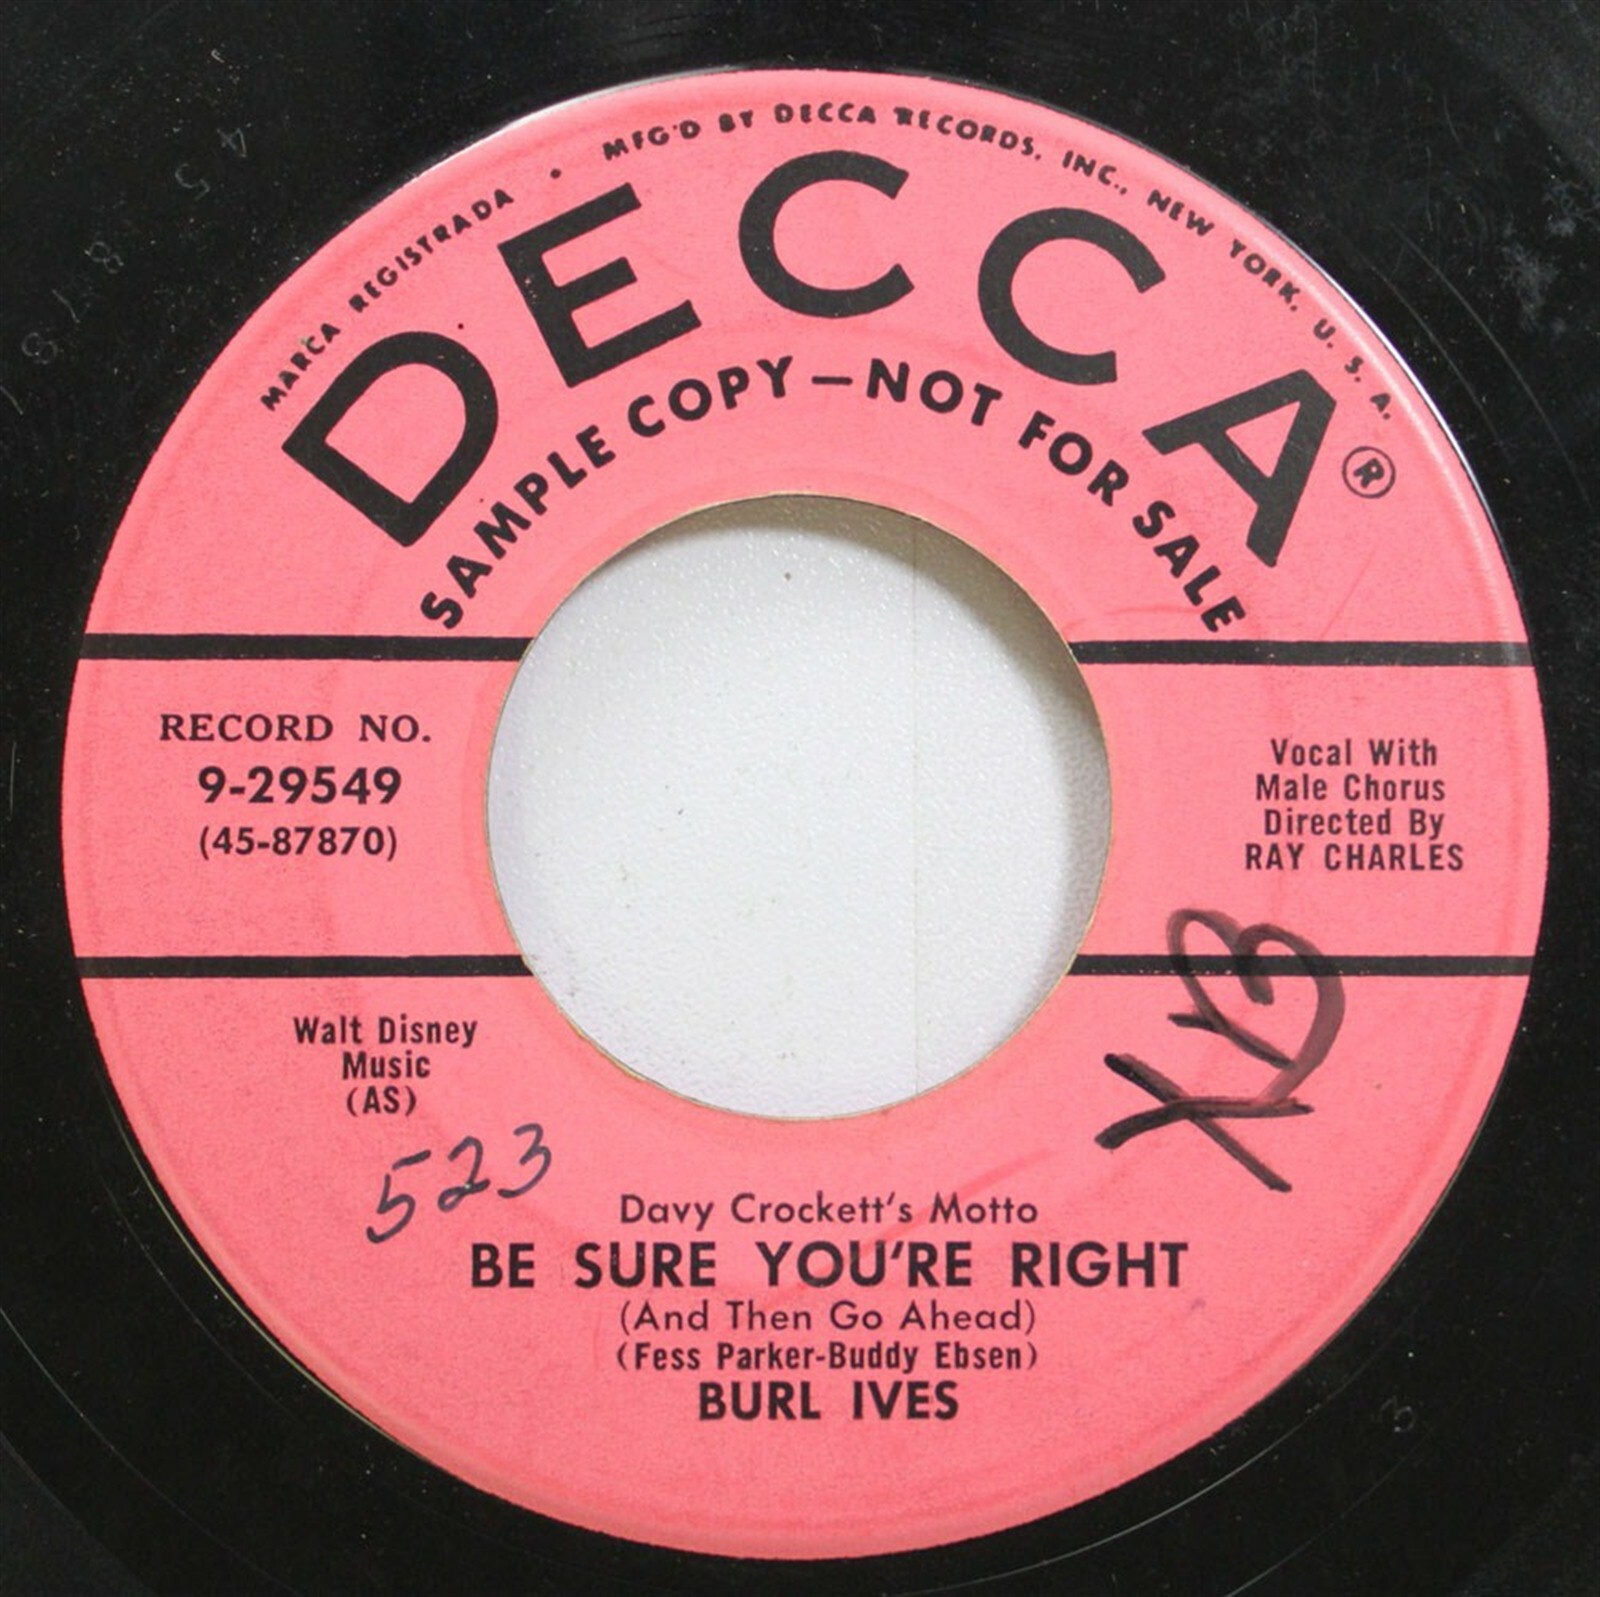 MARCA REGISTRADA • MFG'D BY DECCA RECORDS, INC., NEW YORK, U. S. A.
DECCA®
SAMPLE COPY – NOT FOR SALE
RECORD NO.
9-29549
(45-87870)
Vocal With
Male Chorus
Directed By
RAY CHARLES
Walt Disney
Music
(AS)
523
Davy Crockett's Motto
BE SURE YOU'RE RIGHT
(And Then Go Ahead)
(Fess Parker-Buddy Ebsen)
BURL IVES